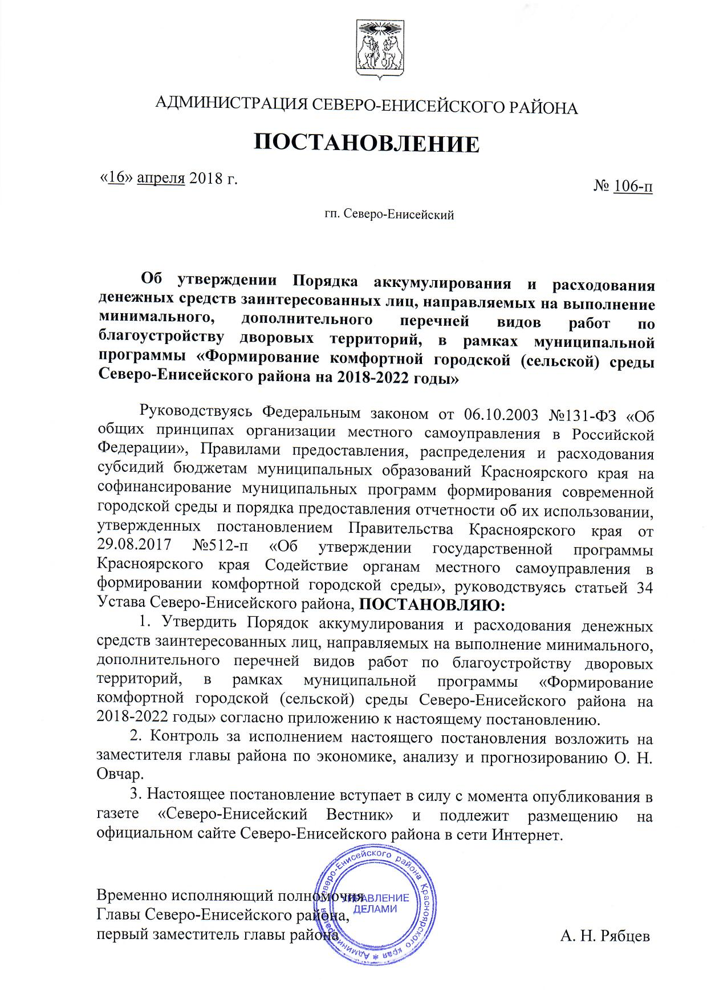 АДМИНИСТРАЦИЯ СЕВЕРО-ЕНИСЕЙСКОГО РАЙОНА
ПОСТАНОВЛЕНИЕ
«16» апреля 2018 г.
№ 106-п
гп. Северо-Енисейский
Об утверждении Порядка аккумулирования и расходования
денежных средств заинтересованных лиц, направляемых на выполнение
минимального, дополнительного перечней видов работ по
благоустройству дворовых территорий, в рамках муниципальной
программы «Формирование комфортной городской (сельской) среды
Северо-Енисейского района на 2018-2022 годы»
Руководствуясь Федеральным законом от 06.10.2003 №131-ФЗ «Об
общих принципах организации местного самоуправления в Российской
Федерации», Правилами предоставления, распределения и расходования
субсидий бюджетам муниципальных образований Красноярского края на
софинансирование муниципальных программ формирования современной
городской среды и порядка предоставления отчетности об их использовании,
утвержденных постановлением Правительства Красноярского края от
29.08.2017 №512-п «Об утверждении государственной программы
Красноярского края Содействие органам местного самоуправления в
формировании комфортной городской среды», руководствуясь статьей 34
Устава Северо-Енисейского района, ПОСТАНОВЛЯЮ:
1. Утвердить Порядок аккумулирования и расходования денежных
средств заинтересованных лиц, направляемых на выполнение минимального,
дополнительного перечней видов работ по благоустройству дворовых
территорий, в рамках муниципальной программы «Формирование
комфортной городской (сельской) среды Северо-Енисейского района на
2018-2022 годы» согласно приложению к настоящему постановлению.
2. Контроль за исполнением настоящего постановления возложить на
заместителя главы района по экономике, анализу и прогнозированию О. Н.
Овчар.
3. Настоящее постановление вступает в силу с момента опубликования в
газете «Северо-Енисейский Вестник» и подлежит размещению на
официальном сайте Северо-Енисейского района в сети Интернет.
Временно исполняющий полномочия
Главы Северо-Енисейского района,
первый заместитель главы района
А. Н. Рябцев
Администрация Северо-Енисейского района Красноярского края *
УПРАВЛЕНИЕ
ДЕЛАМИ